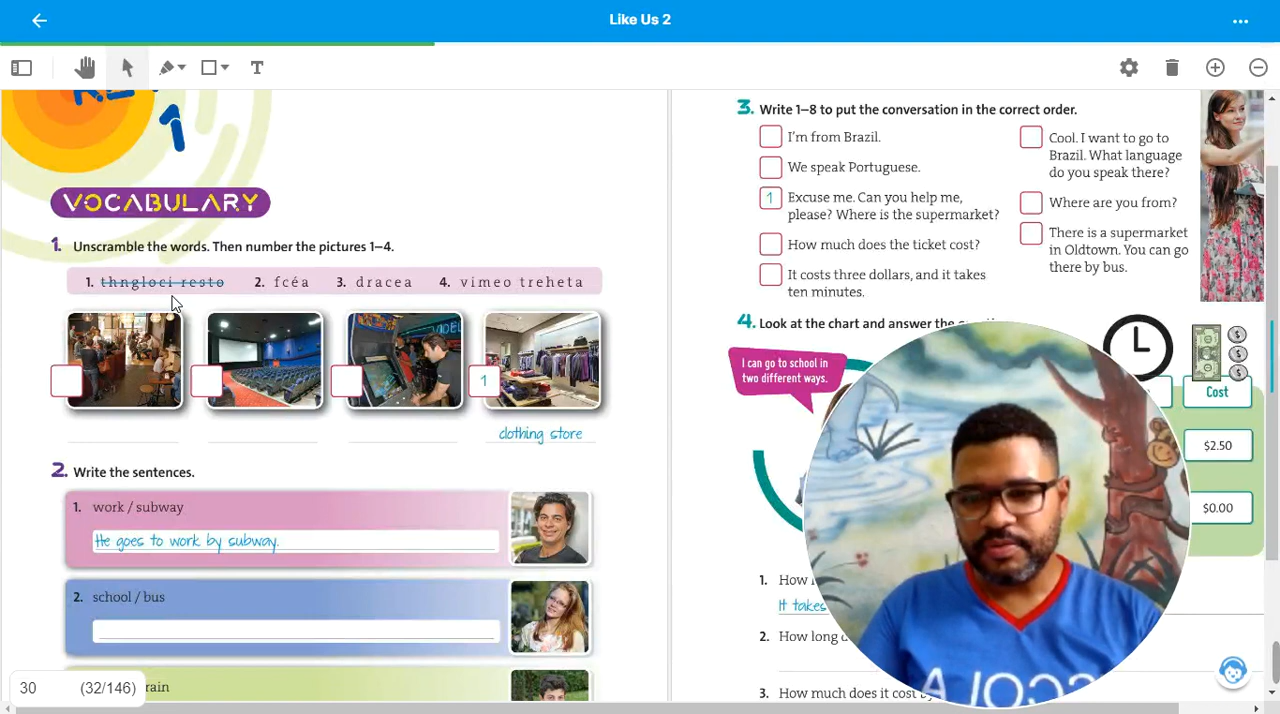 Like Us 2
1
VOCABULARY
1. Unscramble the words. Then number the pictures 1–4.
1. thngloci resto 2. fcéa 3. dracea 4. vimeo treheta
1
clothing store
2. Write the sentences.
1. work / subway
He goes to work by subway.
2. school / bus
rain
30 (32/146)
3. Write 1–8 to put the conversation in the correct order.
I'm from Brazil.
We speak Portuguese.
1 Excuse me. Can you help me,
please? Where is the supermarket?
How much does the ticket cost?
It costs three dollars, and it takes
ten minutes.
Cool. I want to go to
Brazil. What language
do you speak there?
Where are you from?
There is a supermarket
in Oldtown. You can go
there by bus.
4. Look at the chart and answer the
I can go to school in
two different ways.
Cost
$2.50
$0.00
1. How
It takes
2. How long
3. How much does it cost